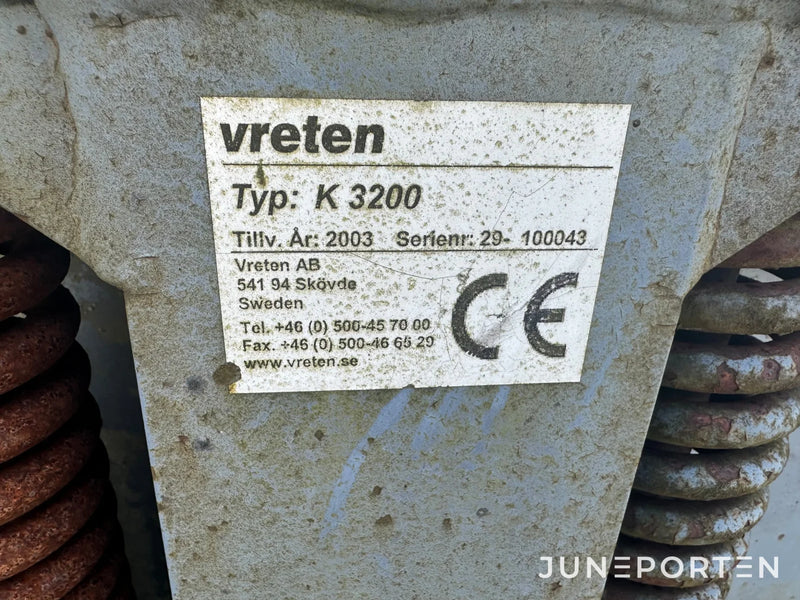 vreten
Typ: K 3200
Tillv. År: 2003 Serienr: 29- 100043
Vreten AB
541 94 Skövde
Sweden
Tel. +46 (0) 500-45 70 00
Fax. +46 (0) 500-46 65 29
www.vreten.se
CE
JUNEPORTEN